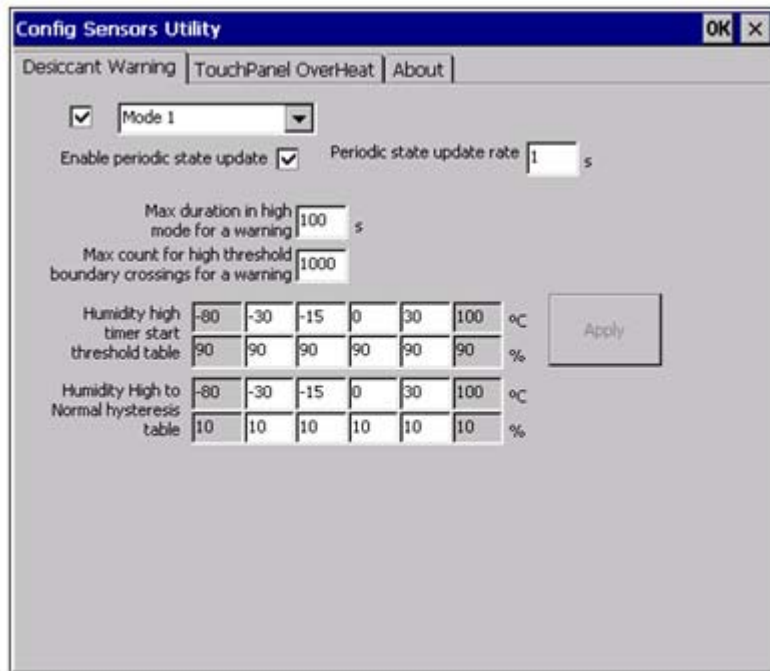 Config Sensors Utility OK ×
Desiccant Warning TouchPanel OverHeat About
Mode 1
Enable periodic state update Periodic state update rate 1 s
Max duration in high
mode for a warning 100 s
Max count for high threshold
boundary crossings for a warning 1000
Humidity high
timer start
threshold table
-80 -30 -15 0 30 100 ºC
90 90 90 90 90 90 %
Apply
Humidity High to
Normal hysteresis
table
-80 -30 -15 0 30 100 ºC
10 10 10 10 10 10 %